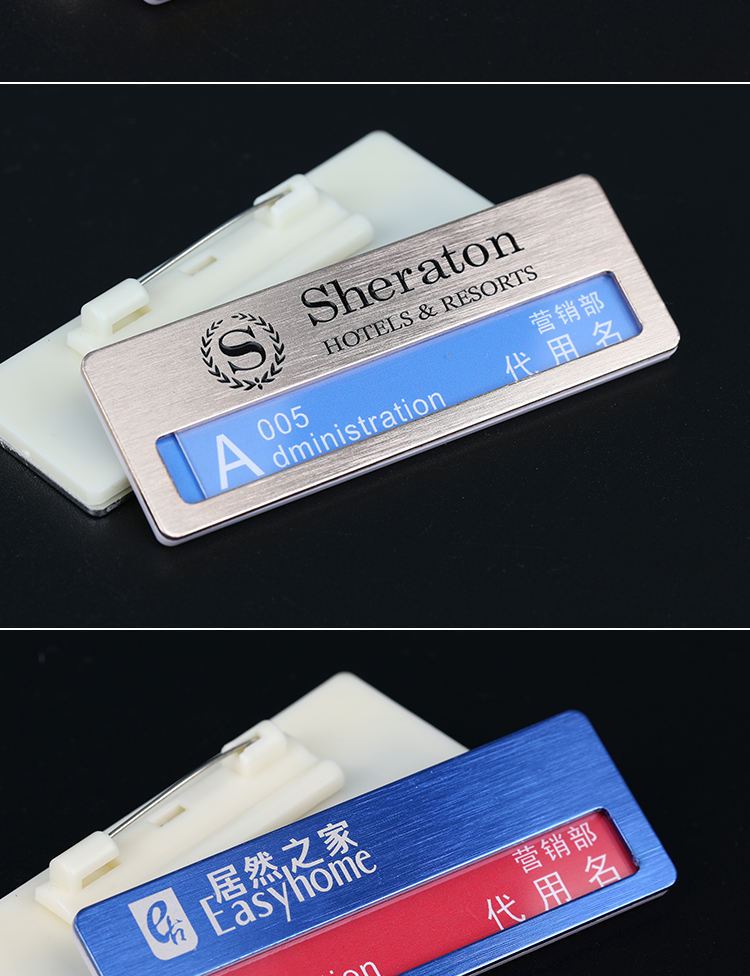 Sheraton
HOTELS & RESORTS
S
营销部
代用名
A 005
dministration
居然之家
Easyhome
营销部
代用名